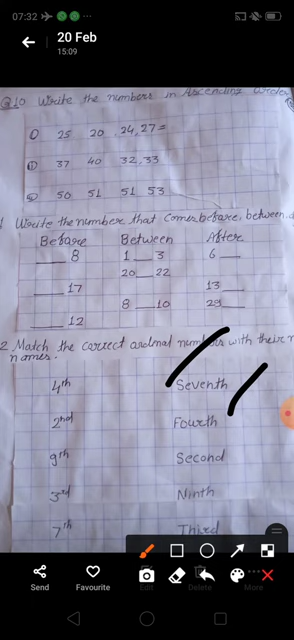 07:32
20 Feb
15:09
Q10 Write the numbers in Ascending order
25 20 24, 27 =
37 40 32, 33
50 51 51 53
Write the number that comes before, between,
Before Between After
___ 8 1 ___ 3 6 ___
20 ___ 22
___ 17 13 ___
8 ___ 10 29 ___
___ 12
2. Match the correct ordinal numbers with their
names.
4th Seventh
2nd Fourth
9th Second
3rd Ninth
7th Third
Send Favourite Edit Delete More